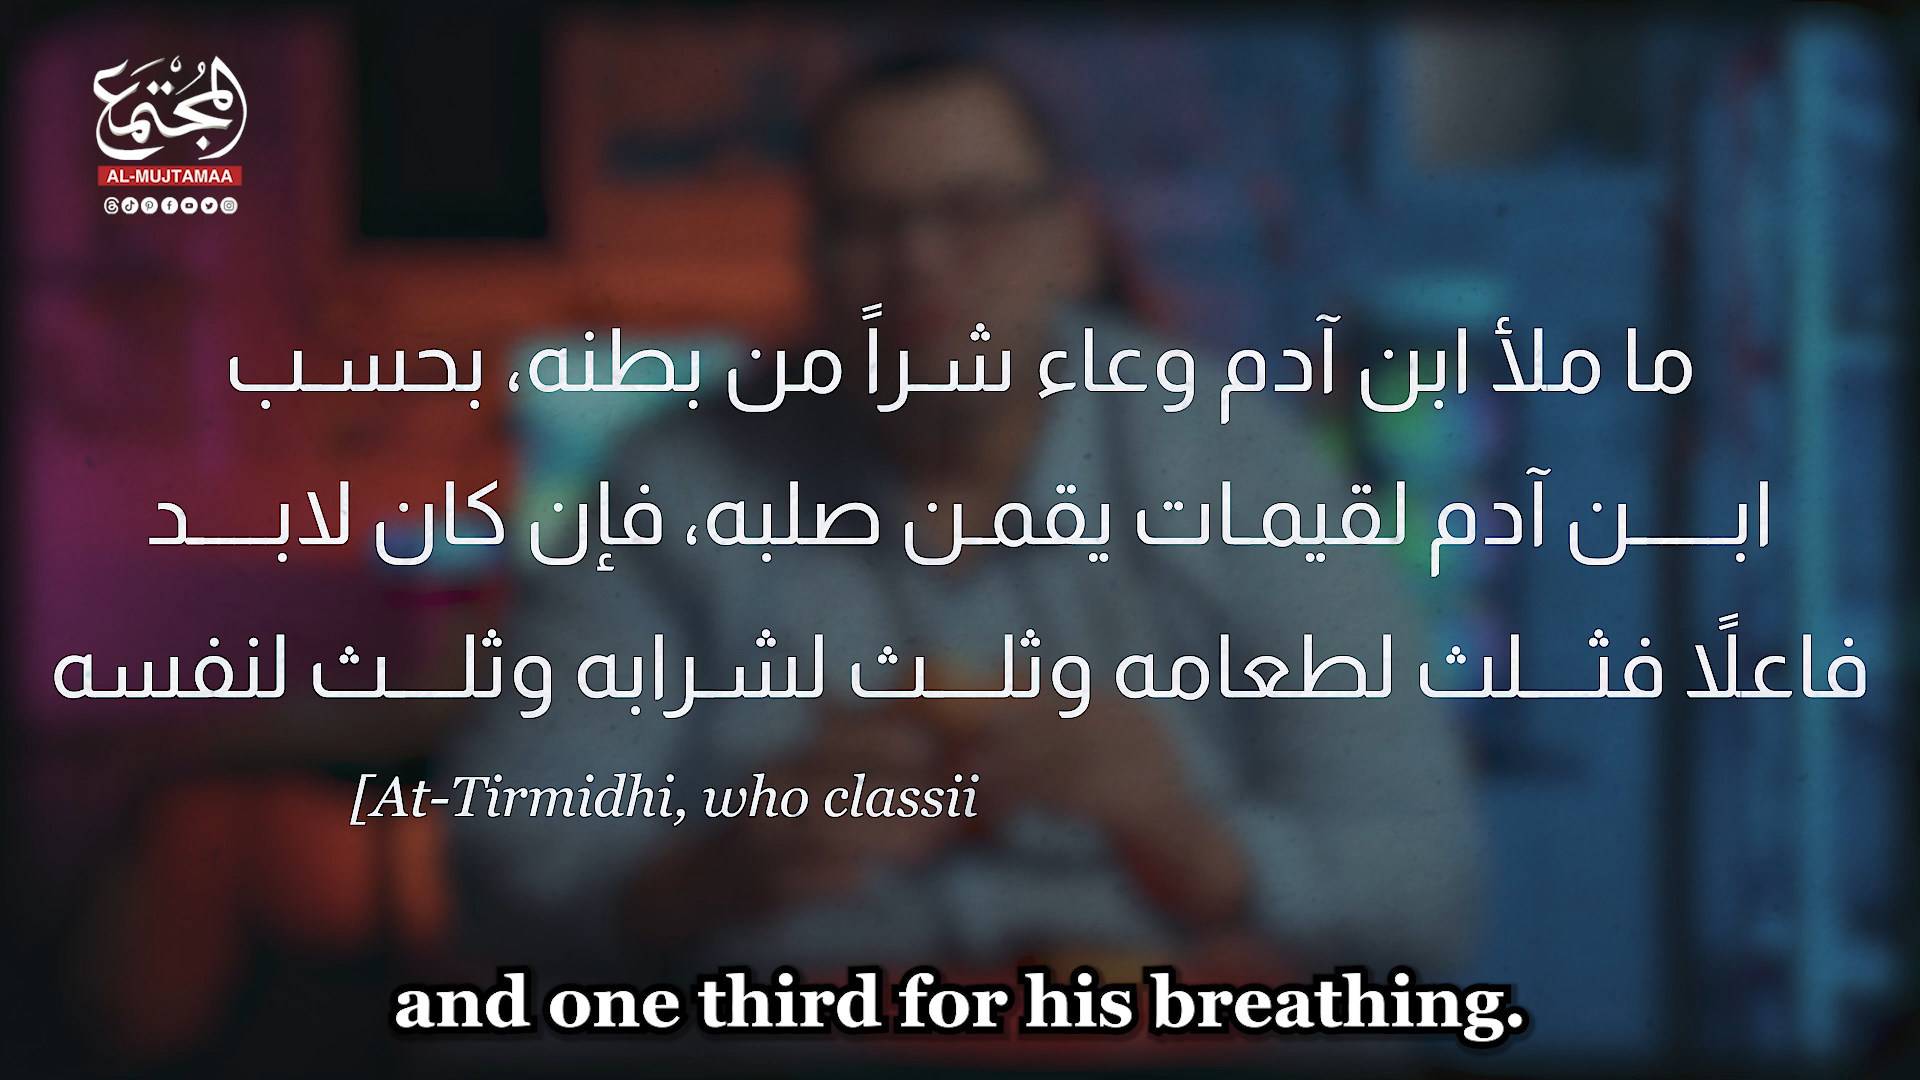 المجتمع
AL-MUJTAMAA
ما ملأ ابن آدم وعاء شراً من بطنه، بحسب
ابن آدم لقيمات يقمن صلبه، فإن كان لابد
فاعلًا فثلث لطعامه وثلث لشرابه وثلث لنفسه
[At-Tirmidhi, who classii
and one third for his breathing.